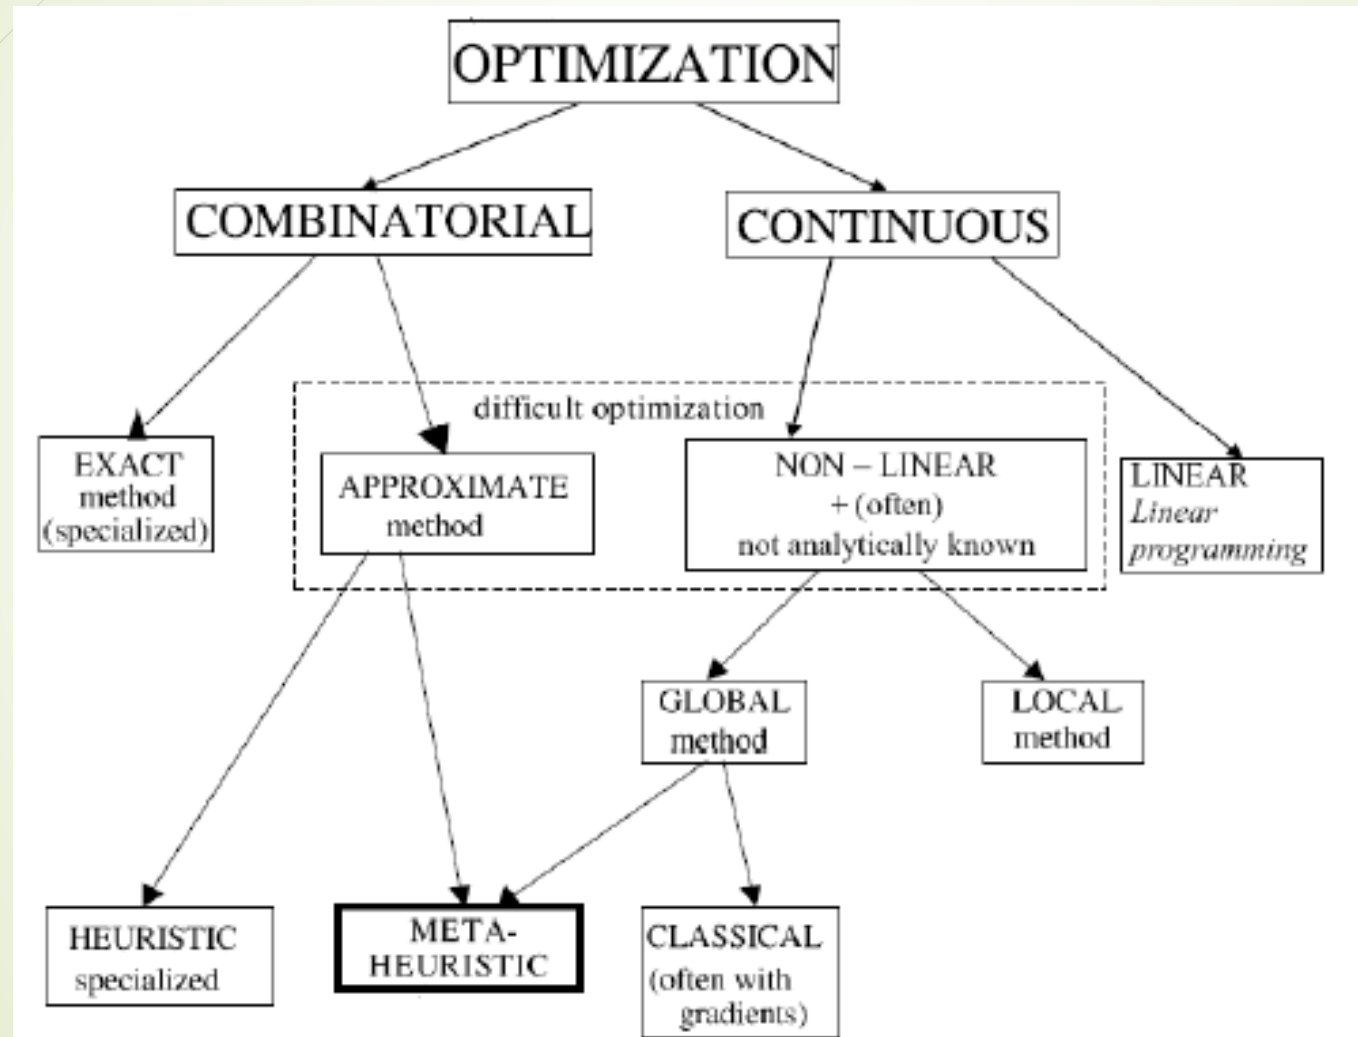 OPTIMIZATION
COMBINATORIAL
CONTINUOUS
difficult optimization
EXACT
method
(specialized)
APPROXIMATE
method
NON – LINEAR
+ (often)
not analytically known
LINEAR
Linear
programming
GLOBAL
method
LOCAL
method
HEURISTIC
specialized
META-
HEURISTIC
CLASSICAL
(often with
gradients)